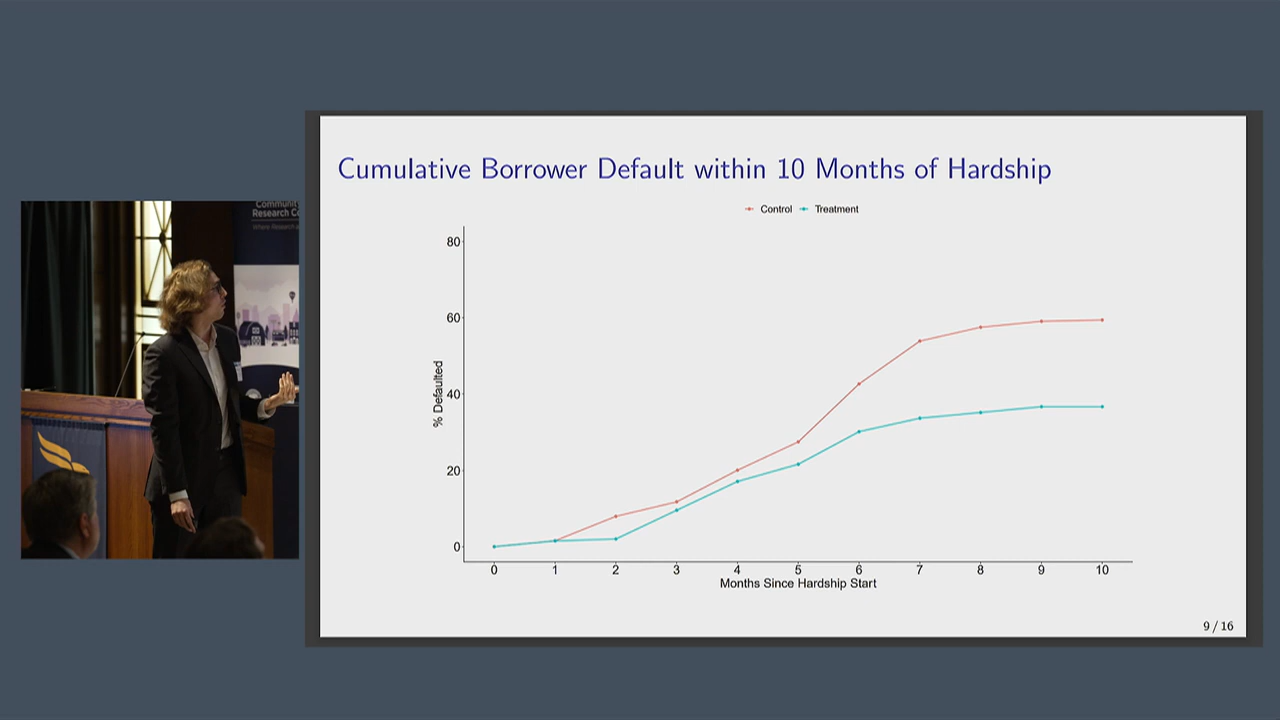 Community
Research Co
Cumulative Borrower Default within 10 Months of Hardship
Control Treatment
% Defaulted
80
60
40
20
0
0 1 2 3 4 5 6 7 8 9 10
Months Since Hardship Start
9 / 16